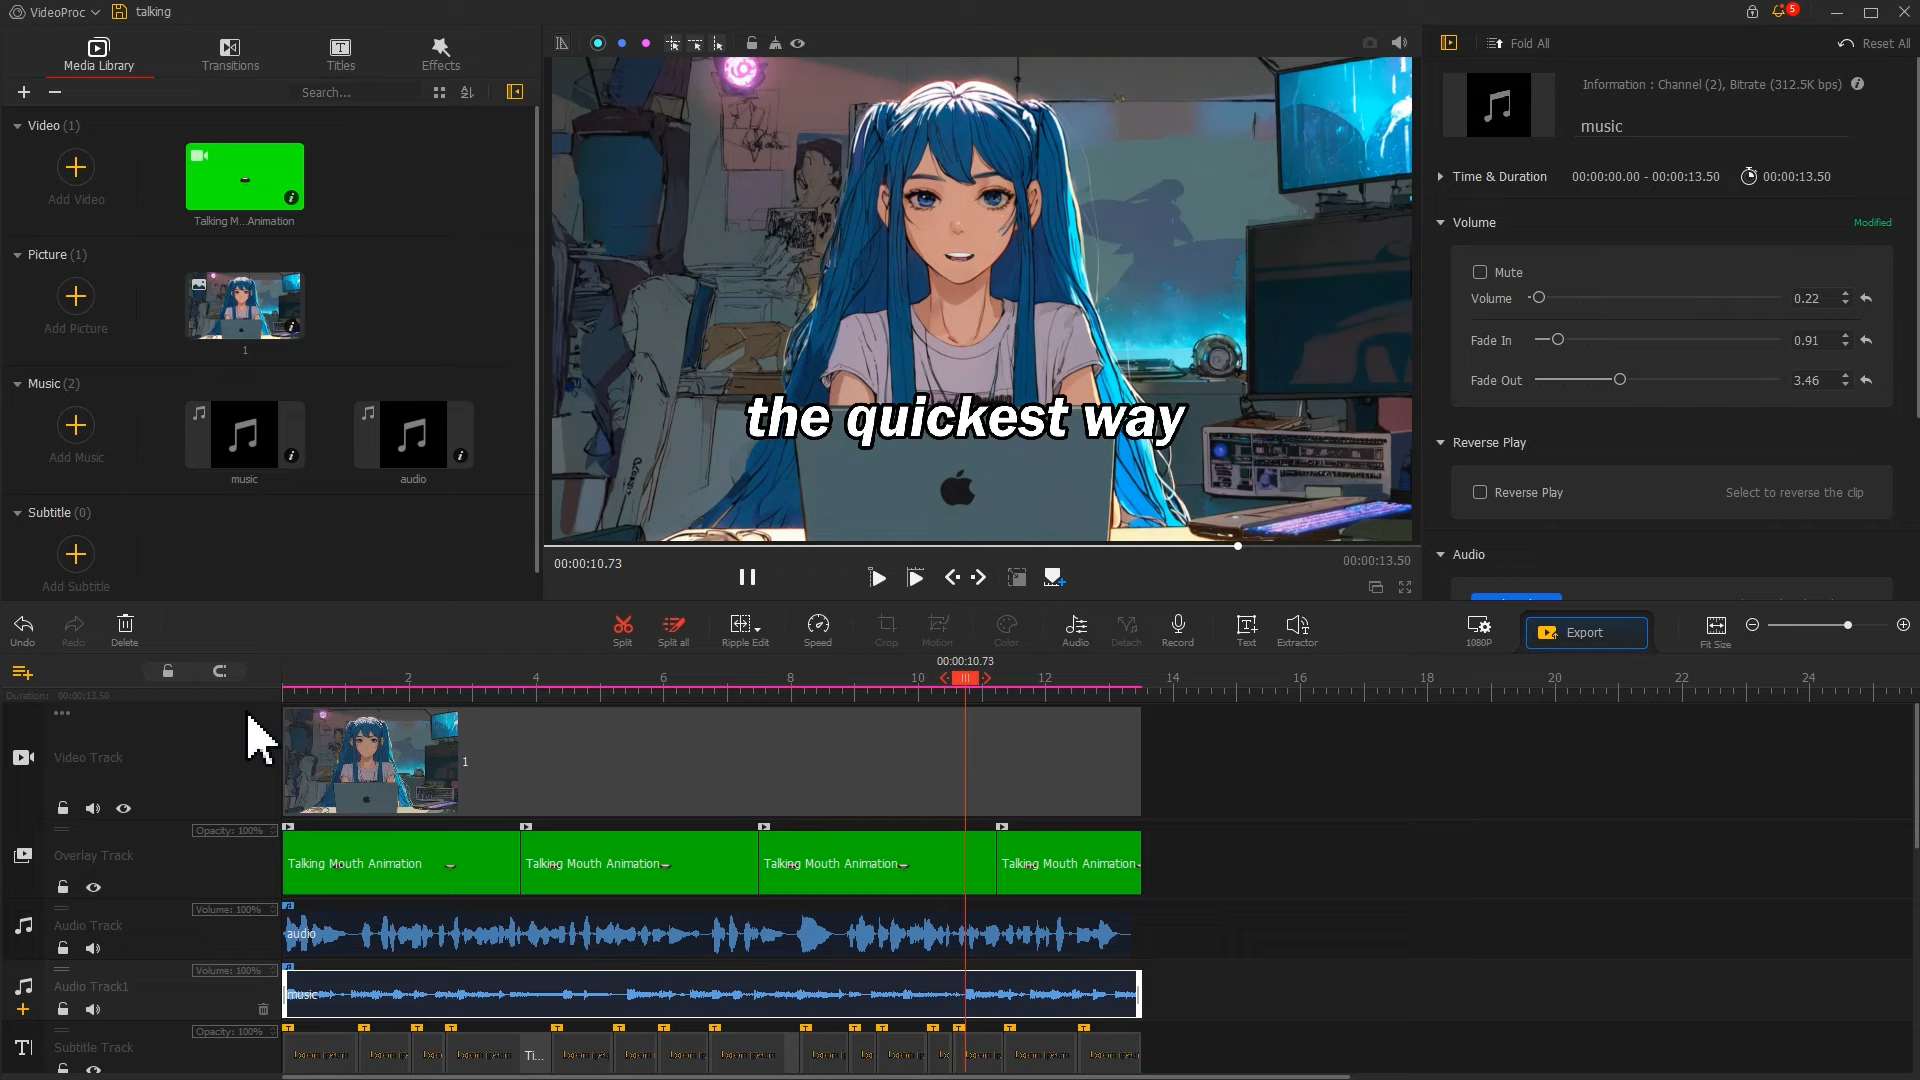 VideoProc
talking
5
Media Library
Transitions
Titles
Effects
Search...
Video (1)
Add Video
Talking M...Animation
Picture (1)
Add Picture
1
Music (2)
Add Music
music
audio
Subtitle (0)
Add Subtitle
the quickest way
00:00:10.73
00:00:13.50
Fold All
Reset All
Information : Channel (2), Bitrate (312.5K bps)
music
Time & Duration
00:00:00.00 - 00:00:13.50
00:00:13.50
Volume
Modified
Mute
Volume
0.22
Fade In
0.91
Fade Out
3.46
Reverse Play
Reverse Play
Select to reverse the clip
Audio
Undo
Redo
Delete
Split
Split all
Ripple Edit
Speed
Crop
Motion
Color
Audio
Detach
Record
Text
Extractor
1080P
Export
Fit Size
Duration: 00:00:13.50
00:00:10.73
2
4
6
8
10
12
14
16
18
20
22
24
Video Track
1
Opacity: 100%
Overlay Track
Talking Mouth Animation
Talking Mouth Animation
Talking Mouth Animation
Talking Mouth Animation
Volume: 100%
Audio Track
audio
Volume: 100%
Audio Track1
music
Opacity: 100%
Subtitle Track
Ti...